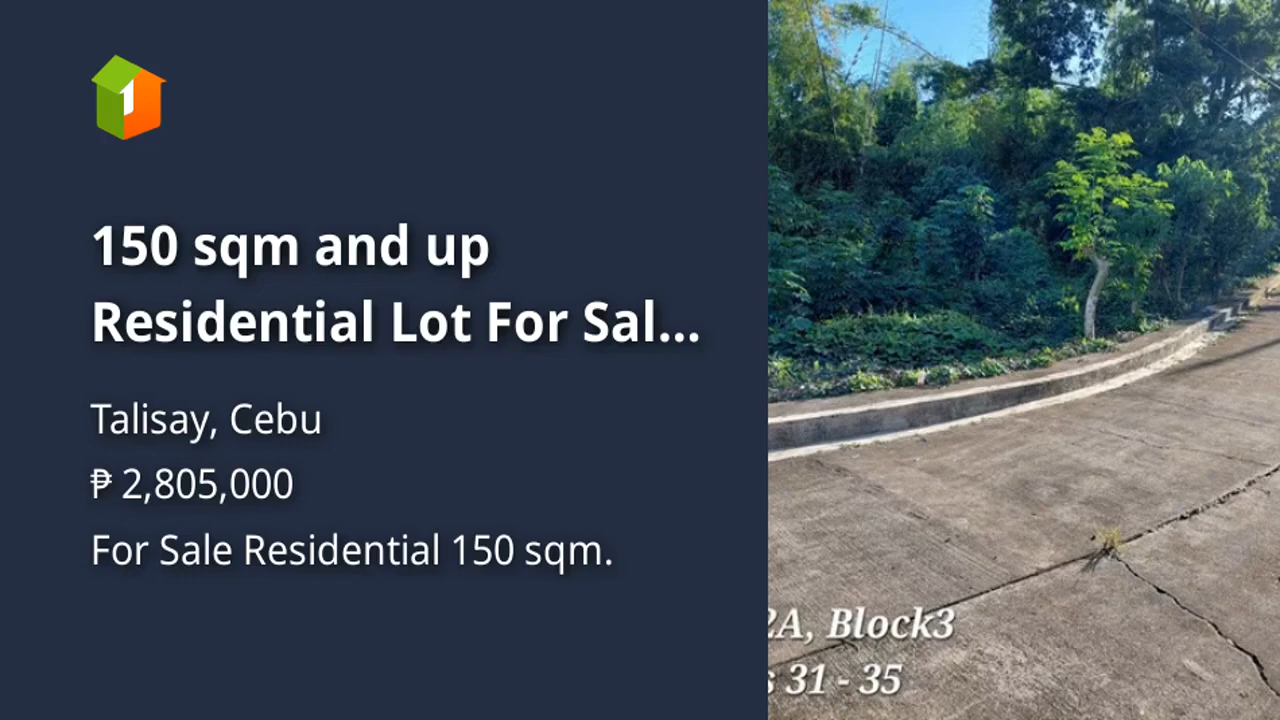 150 sqm and up
Residential Lot For Sal...
Talisay, Cebu
₱ 2,805,000
For Sale Residential 150 sqm.
2A, Block3
s 31 - 35